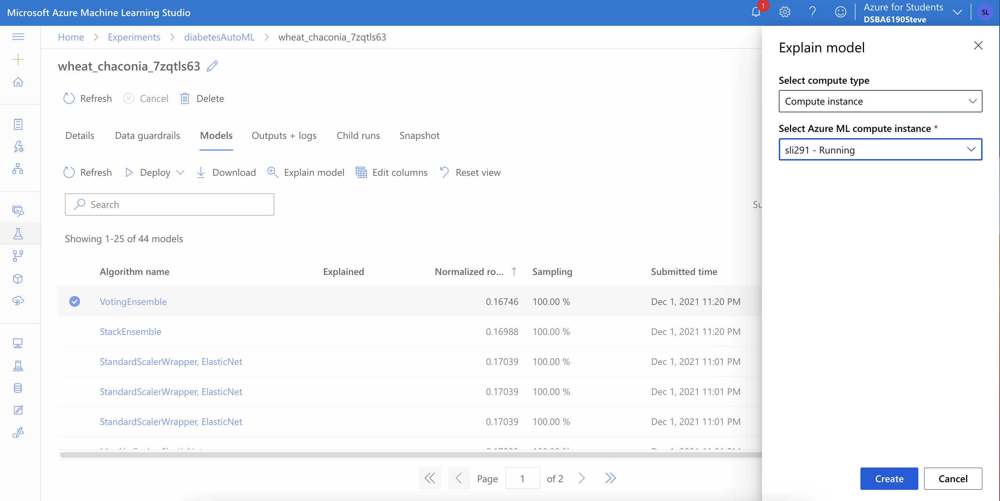 Microsoft Azure Machine Learning Studio
1
Azure for Students
DSBA6190Steve
SL
Home > Experiments > diabetesAutoML > wheat_chaconia_7zqtls63
wheat_chaconia_7zqtls63
Refresh Cancel Delete
Details Data guardrails Models Outputs + logs Child runs Snapshot
Refresh Deploy Download Explain model Edit columns Reset view
Search
Su
Showing 1-25 of 44 models
Algorithm name Explained Normalized ro... ↑ Sampling Submitted time
VotingEnsemble 0.16746 100.00 % Dec 1, 2021 11:20 PM
StackEnsemble 0.16988 100.00 % Dec 1, 2021 11:20 PM
StandardScalerWrapper, ElasticNet 0.17039 100.00 % Dec 1, 2021 11:01 PM
StandardScalerWrapper, ElasticNet 0.17039 100.00 % Dec 1, 2021 11:01 PM
StandardScalerWrapper, ElasticNet 0.17039 100.00 % Dec 1, 2021 11:01 PM
Page 1 of 2
Explain model
Select compute type
Compute instance
Select Azure ML compute instance *
sli291 - Running
Create Cancel